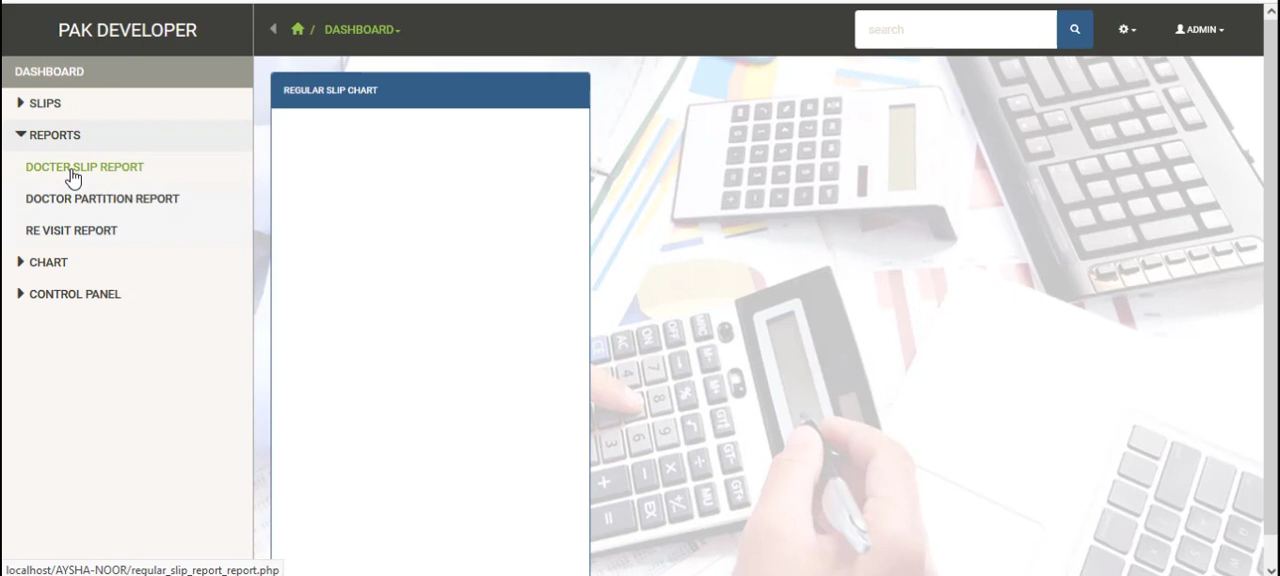 PAK DEVELOPER
/ DASHBOARD
search
ADMIN
DASHBOARD
SLIPS
REPORTS
DOCTER SLIP REPORT
DOCTOR PARTITION REPORT
RE VISIT REPORT
CHART
CONTROL PANEL
REGULAR SLIP CHART
localhost/AYSHA-NOOR/regular_slip_report_report.php